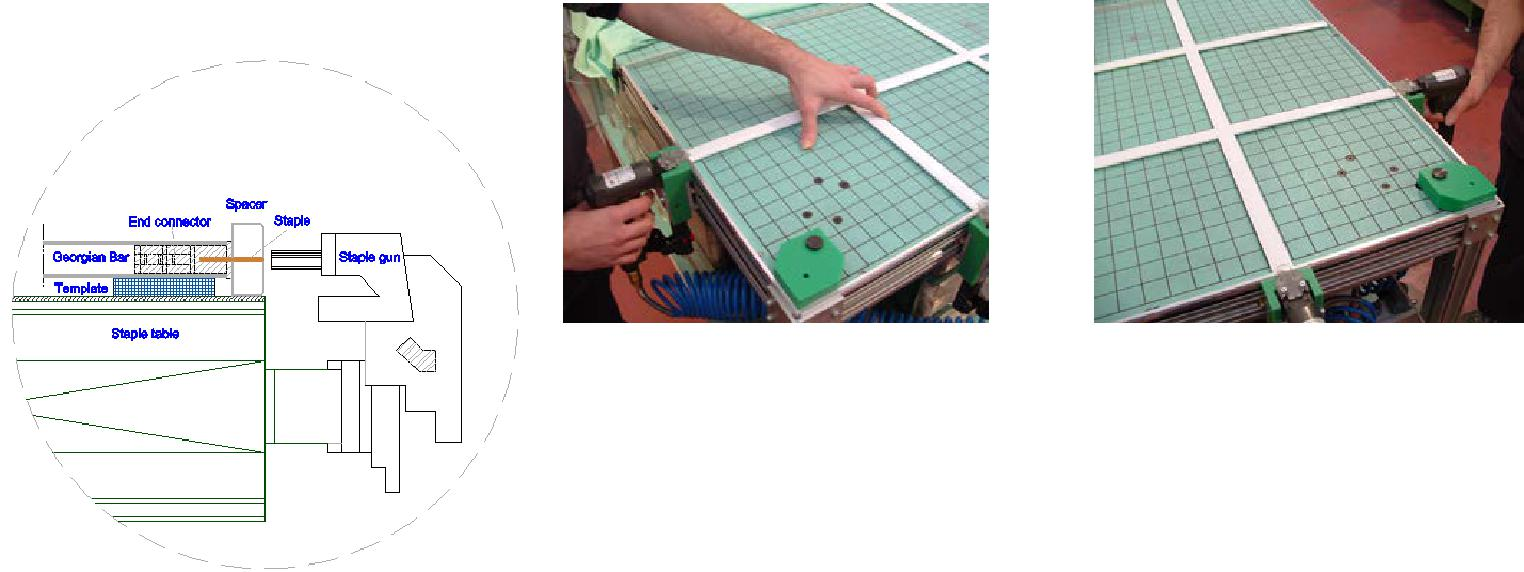 Spacer
End connector
Staple
Georgian Bar
Staple gun
Template
Staple table